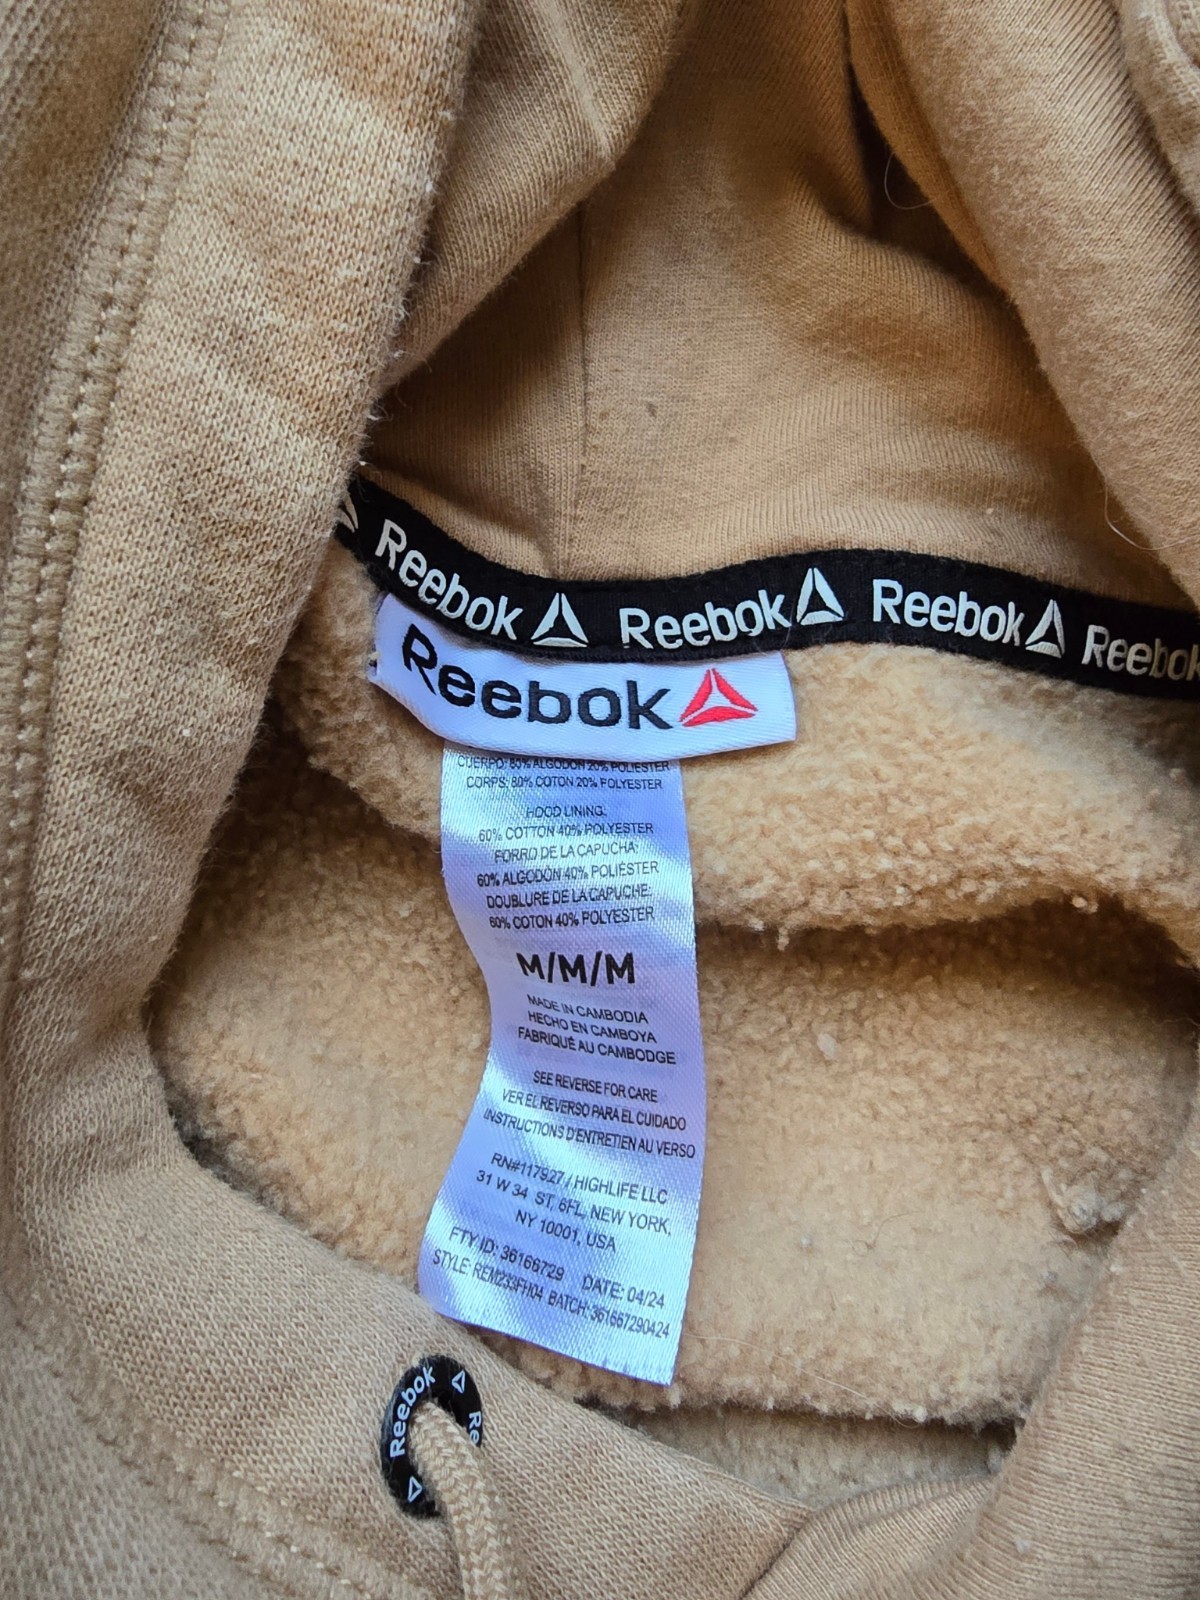 Reebok Reebok Reebok Reebok
Reebok
CUERPO: 80% ALGODON 20% POLIESTER
CORPS: 80% COTON 20% POLYESTER
HOOD LINING:
60% COTTON 40% POLYESTER
FORRO DE LA CAPUCHA:
60% ALGODÓN 40% POLIÉSTER
DOUBLURE DE LA CAPUCHE:
60% COTON 40% POLYESTER
M/M/M
MADE IN CAMBODIA
HECHO EN CAMBOYA
FABRIQUÉ AU CAMBODGE
SEE REVERSE FOR CARE
VER EL REVERSO PARA EL CUIDADO
INSTRUCTIONS D'ENTRETIEN AU VERSO
RN#117927 / HIGHLIFE LLC
31 W 34 ST, 6FL, NEW YORK,
NY 10001, USA
FTY ID: 36166729 DATE: 04/24
STYLE: REM233FH04 BATCH: 361667290424
Reebok Re